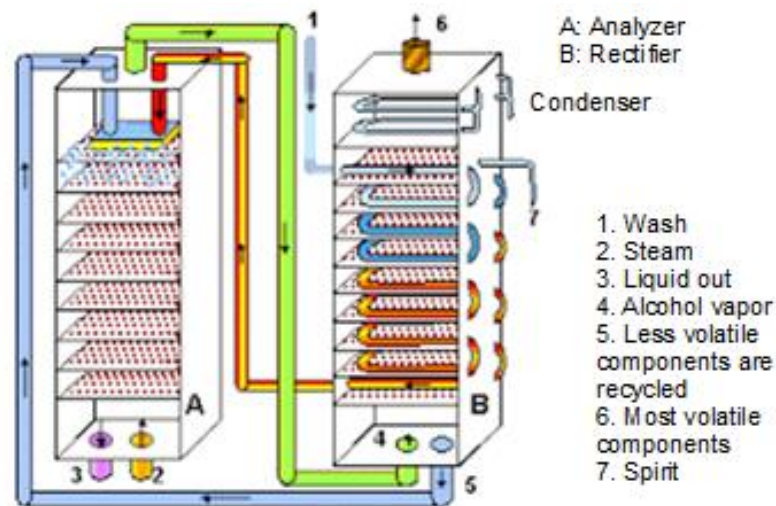 1
6
A: Analyzer
B: Rectifier
Condenser
7
A
B
4
3
2
5
1. Wash
2. Steam
3. Liquid out
4. Alcohol vapor
5. Less volatile
components are
recycled
6. Most volatile
components
7. Spirit